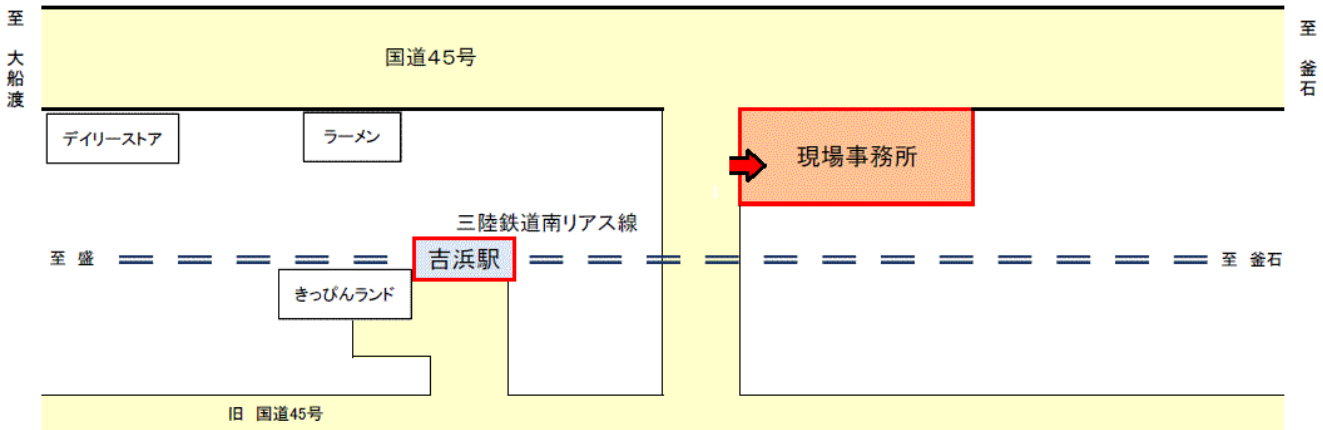 至 大船渡
至 釜石
国道45号
デイリーストア
ラーメン
現場事務所
三陸鉄道南リアス線
至 盛
吉浜駅
至 釜石
きっぴんランド
旧 国道45号